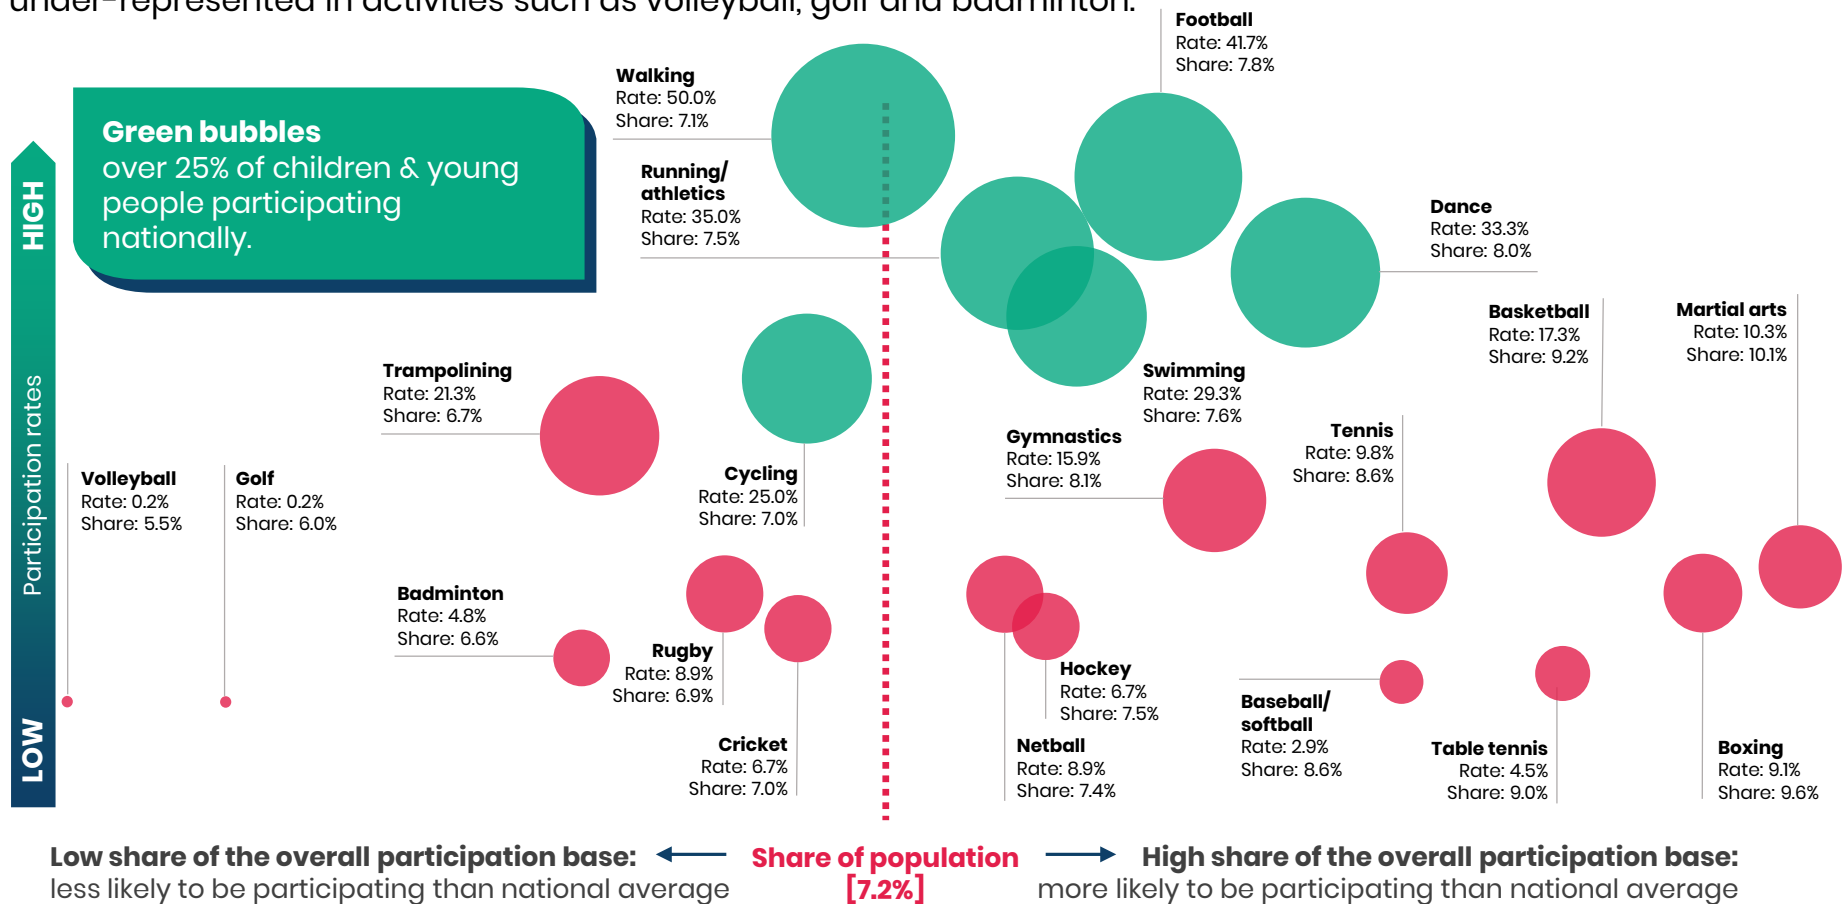 under-represented in activities such as volleyball, golf and badminton.
Football
Rate: 41.7%
Share: 7.8%
Walking
Rate: 50.0%
Share: 7.1%
Green bubbles
over 25% of children & young
people participating
nationally.
HIGH
Participation rates
LOW
Running/
athletics
Rate: 35.0%
Share: 7.5%
Dance
Rate: 33.3%
Share: 8.0%
Basketball
Rate: 17.3%
Share: 9.2%
Martial arts
Rate: 10.3%
Share: 10.1%
Trampolining
Rate: 21.3%
Share: 6.7%
Swimming
Rate: 29.3%
Share: 7.6%
Gymnastics
Rate: 15.9%
Share: 8.1%
Tennis
Rate: 9.8%
Share: 8.6%
Volleyball
Rate: 0.2%
Share: 5.5%
Golf
Rate: 0.2%
Share: 6.0%
Cycling
Rate: 25.0%
Share: 7.0%
Badminton
Rate: 4.8%
Share: 6.6%
Rugby
Rate: 8.9%
Share: 6.9%
Hockey
Rate: 6.7%
Share: 7.5%
Baseball/
softball
Rate: 2.9%
Share: 8.6%
Cricket
Rate: 6.7%
Share: 7.0%
Netball
Rate: 8.9%
Share: 7.4%
Table tennis
Rate: 4.5%
Share: 9.0%
Boxing
Rate: 9.1%
Share: 9.6%
Low share of the overall participation base:
less likely to be participating than national average
Share of population
[7.2%]
High share of the overall participation base:
more likely to be participating than national average